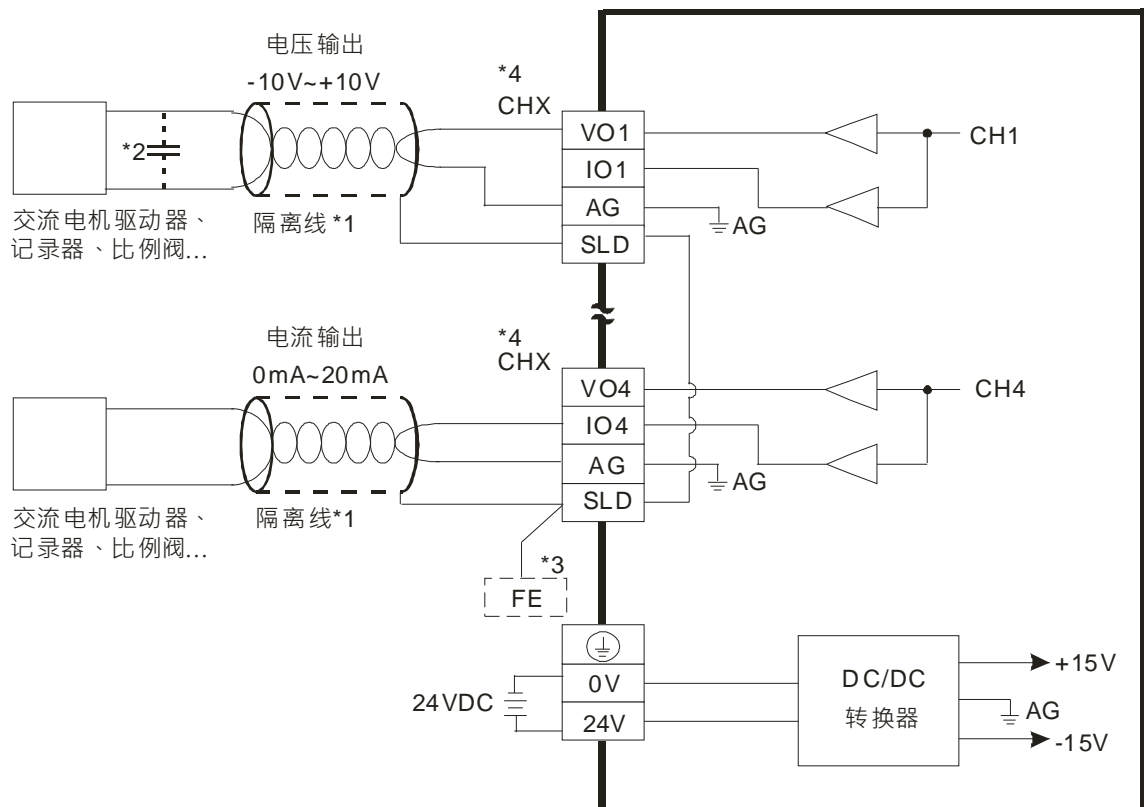 电压输出
-10V~+10V
*4
CHX
*2
VO1
IO1
AG
SLD
CH1
AG
交流电机驱动器、
记录器、比例阀...
隔离线*1
电流输出
0mA~20mA
*4
CHX
VO4
IO4
AG
SLD
CH4
AG
交流电机驱动器、
记录器、比例阀...
隔离线*1
*3
FE
24VDC
0V
24V
DC/DC
转换器
+15V
AG
-15V